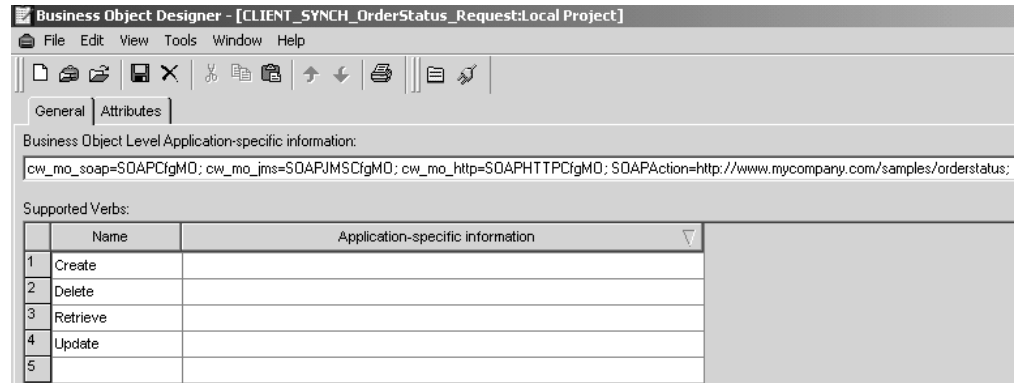 Business Object Designer - [CLIENT_SYNCH_OrderStatus_Request:Local Project]
File Edit View Tools Window Help
General Attributes
Business Object Level Application-specific information:
cw_mo_soap=SOAPCfgMO; cw_mo_jms=SOAPJMSCfgMO; cw_mo_http=SOAPHTTPCfgMO; SOAPAction=http://www.mycompany.com/samples/orderstatus;
Supported Verbs:
Name Application-specific information
1 Create
2 Delete
3 Retrieve
4 Update
5